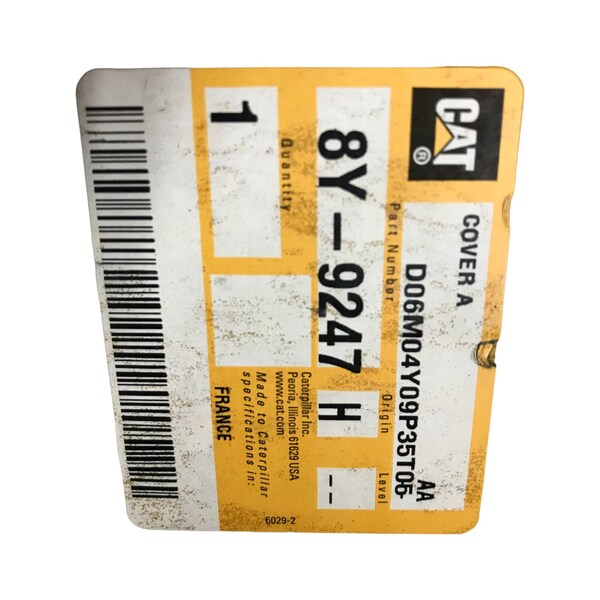 CAT®
COVER A
AA
D06M04Y09P35T05
Part Number
Origin
Level
8Y-9247
H
--
Quantity
1
Caterpillar Inc.
Peoria, Illinois 61629 USA
www.cat.com
Made to Caterpillar
specifications in:
FRANCE
6029-2